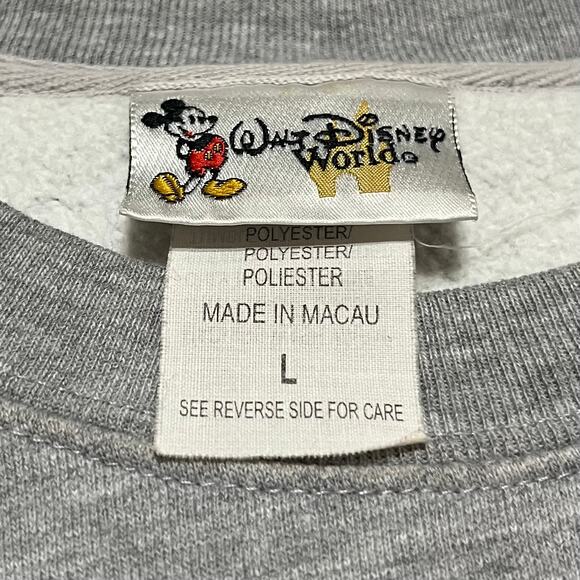 WALT DISNEY
World
POLYESTER/
POLYESTER/
POLIESTER
MADE IN MACAU
L
SEE REVERSE SIDE FOR CARE